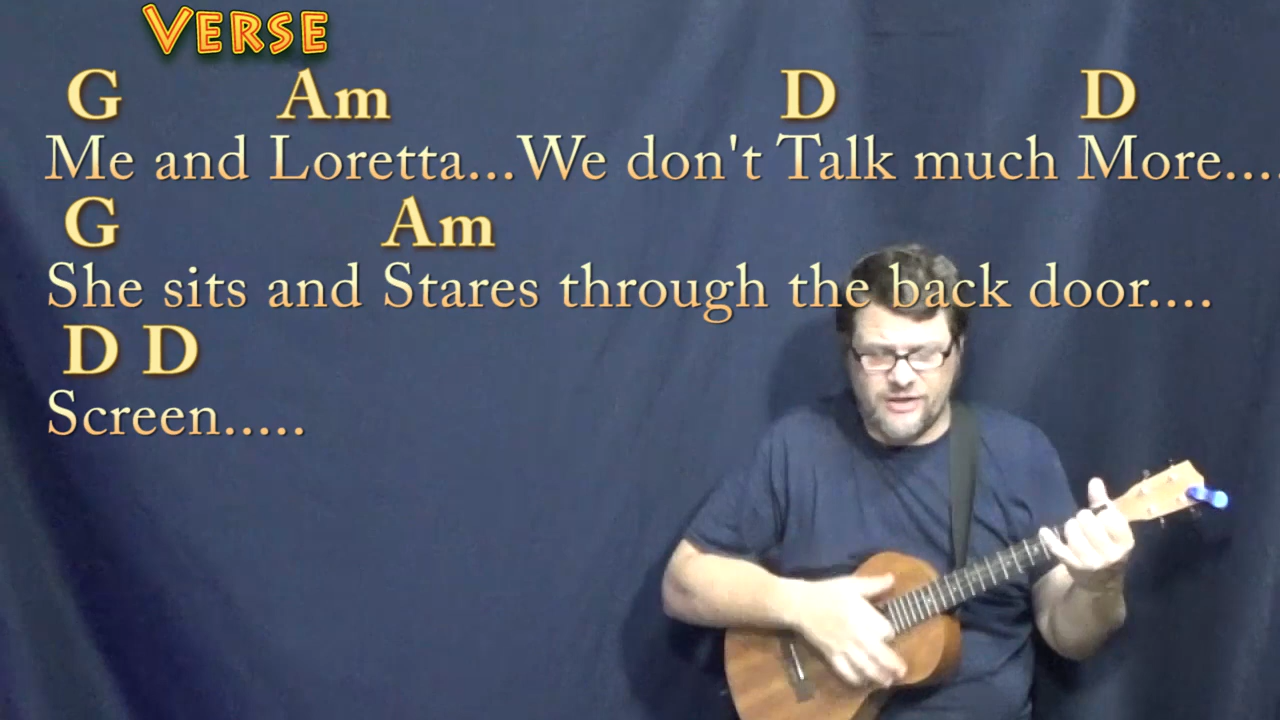 VERSE
G Am D D
Me and Loretta...We don't Talk much More....
G Am
She sits and Stares through the back door....
D D
Screen.....